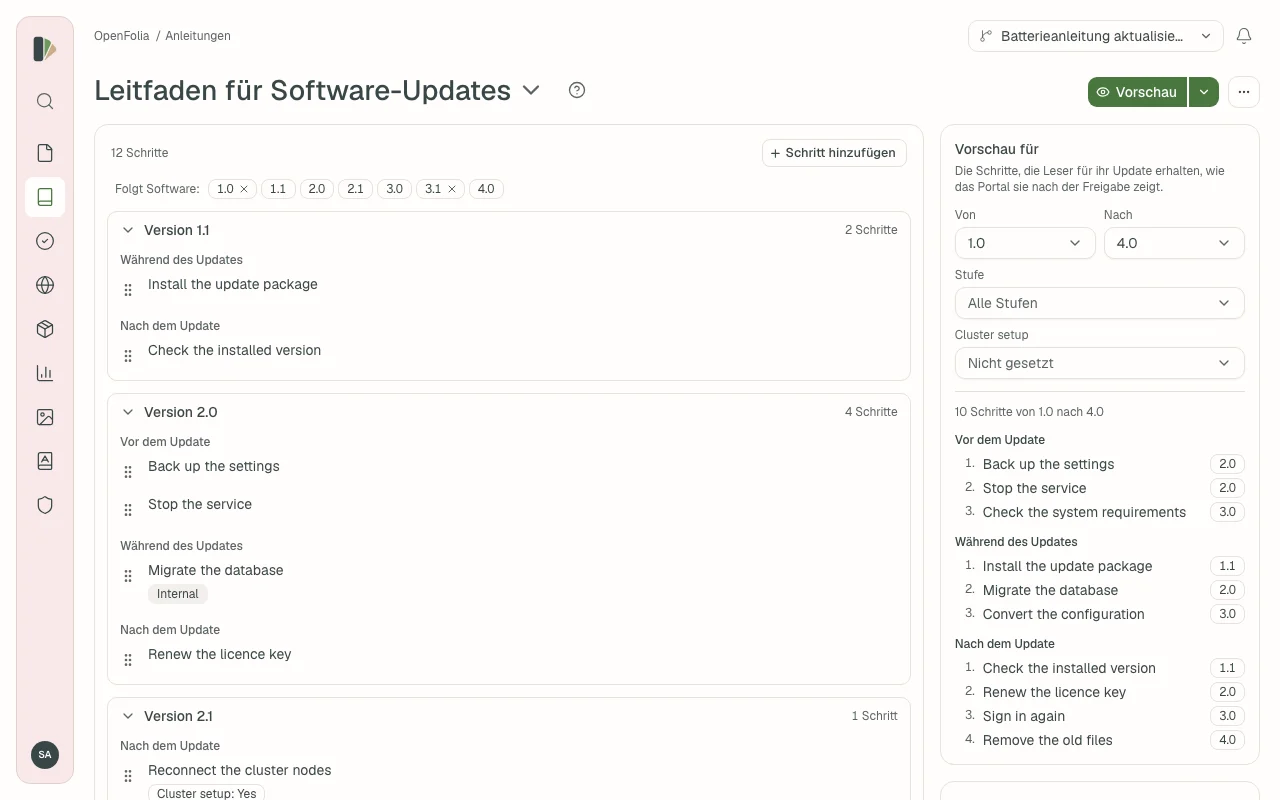 OpenFolia / Anleitungen
Batterieanleitung aktualisie...
Leitfaden für Software-Updates
Vorschau
12 Schritte
+ Schritt hinzufügen
Folgt Software: 1.0 × 1.1 2.0 2.1 3.0 3.1 × 4.0
Version 1.1
2 Schritte
Während des Updates
Install the update package
Nach dem Update
Check the installed version
Version 2.0
4 Schritte
Vor dem Update
Back up the settings
Stop the service
Während des Updates
Migrate the database
Internal
Nach dem Update
Renew the licence key
Version 2.1
1 Schritt
Nach dem Update
Reconnect the cluster nodes
Cluster setup: Yes
Vorschau für
Die Schritte, die Leser für ihr Update erhalten, wie
das Portal sie nach der Freigabe zeigt.
Von
Nach
1.0
4.0
Stufe
Alle Stufen
Cluster setup
Nicht gesetzt
10 Schritte von 1.0 nach 4.0
Vor dem Update
1. Back up the settings 2.0
2. Stop the service 2.0
3. Check the system requirements 3.0
Während des Updates
1. Install the update package 1.1
2. Migrate the database 2.0
3. Convert the configuration 3.0
Nach dem Update
1. Check the installed version 1.1
2. Renew the licence key 2.0
3. Sign in again 3.0
4. Remove the old files 4.0
SA